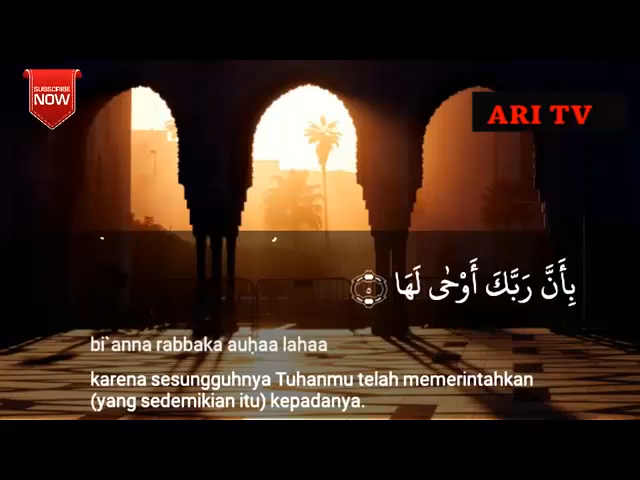 SUBSCRIBE
NOW
ARI TV
بِأَنَّ رَبَّكَ أَوْحَىٰ لَهَا ۝٥
bi`anna rabbaka auḥaa lahaa
karena sesungguhnya Tuhanmu telah memerintahkan
(yang sedemikian itu) kepadanya.